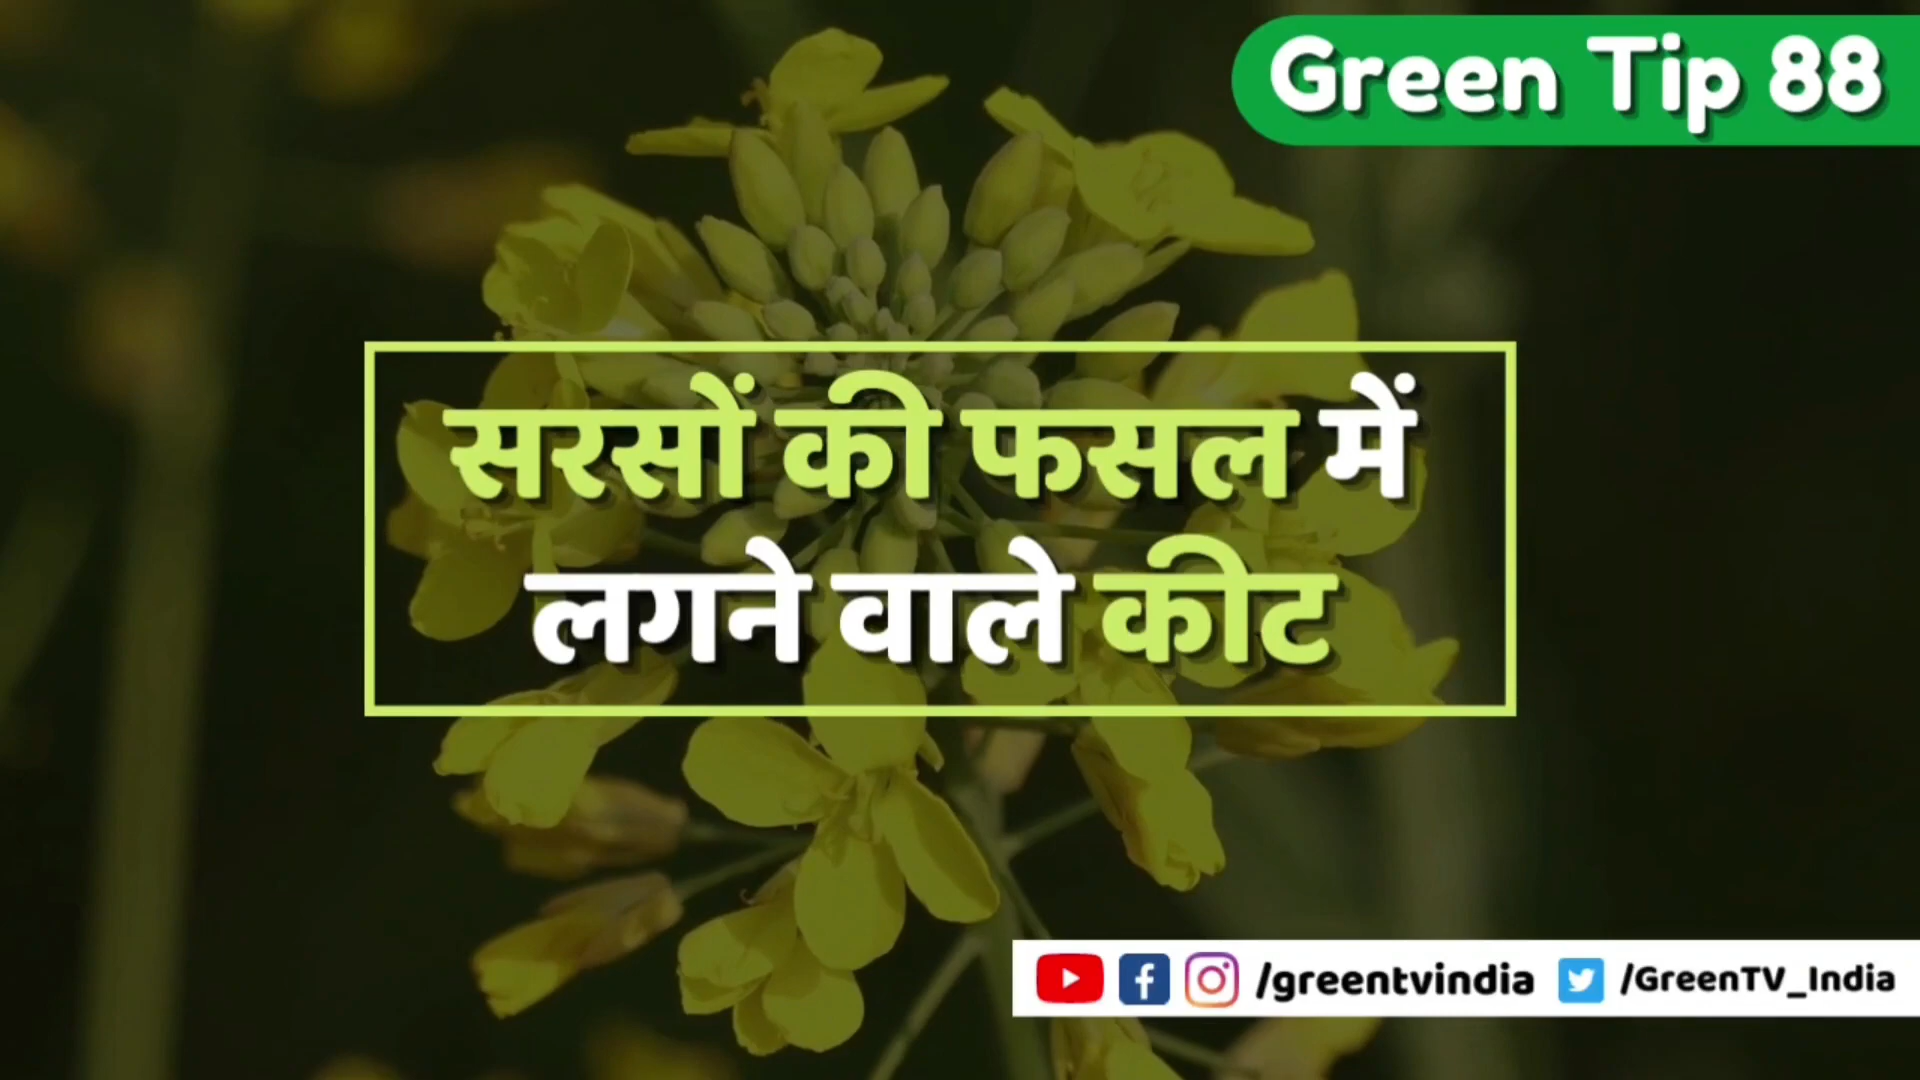 Green Tip 88
सरसों की फसल में
लगने वाले कीट
/greentvindia /GreenTV_India